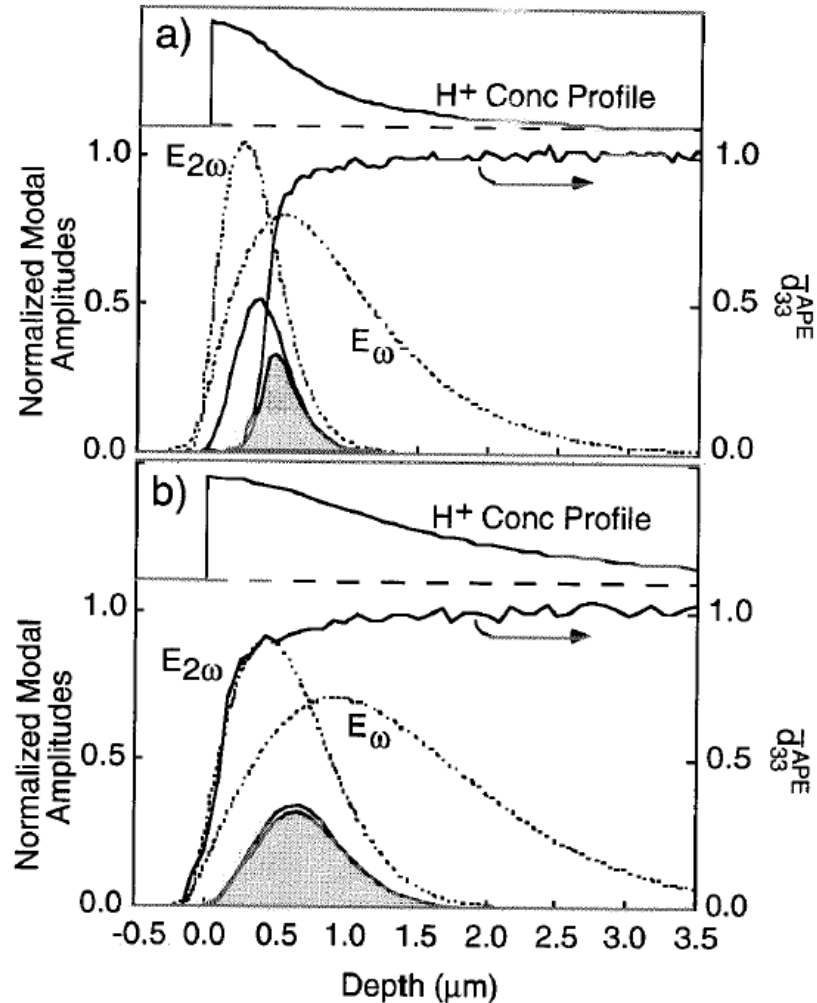 a)
H+ Conc Profile
1.0
E2ω
1.0
0.5
Eω
0.5
0.0
0.0
Normalized Modal
Amplitudes
d̄33APE
b)
H+ Conc Profile
1.0
E2ω
1.0
Eω
0.5
0.5
0.0
0.0
Normalized Modal
Amplitudes
d̄33APE
-0.5 0.0 0.5 1.0 1.5 2.0 2.5 3.0 3.5
Depth (μm)